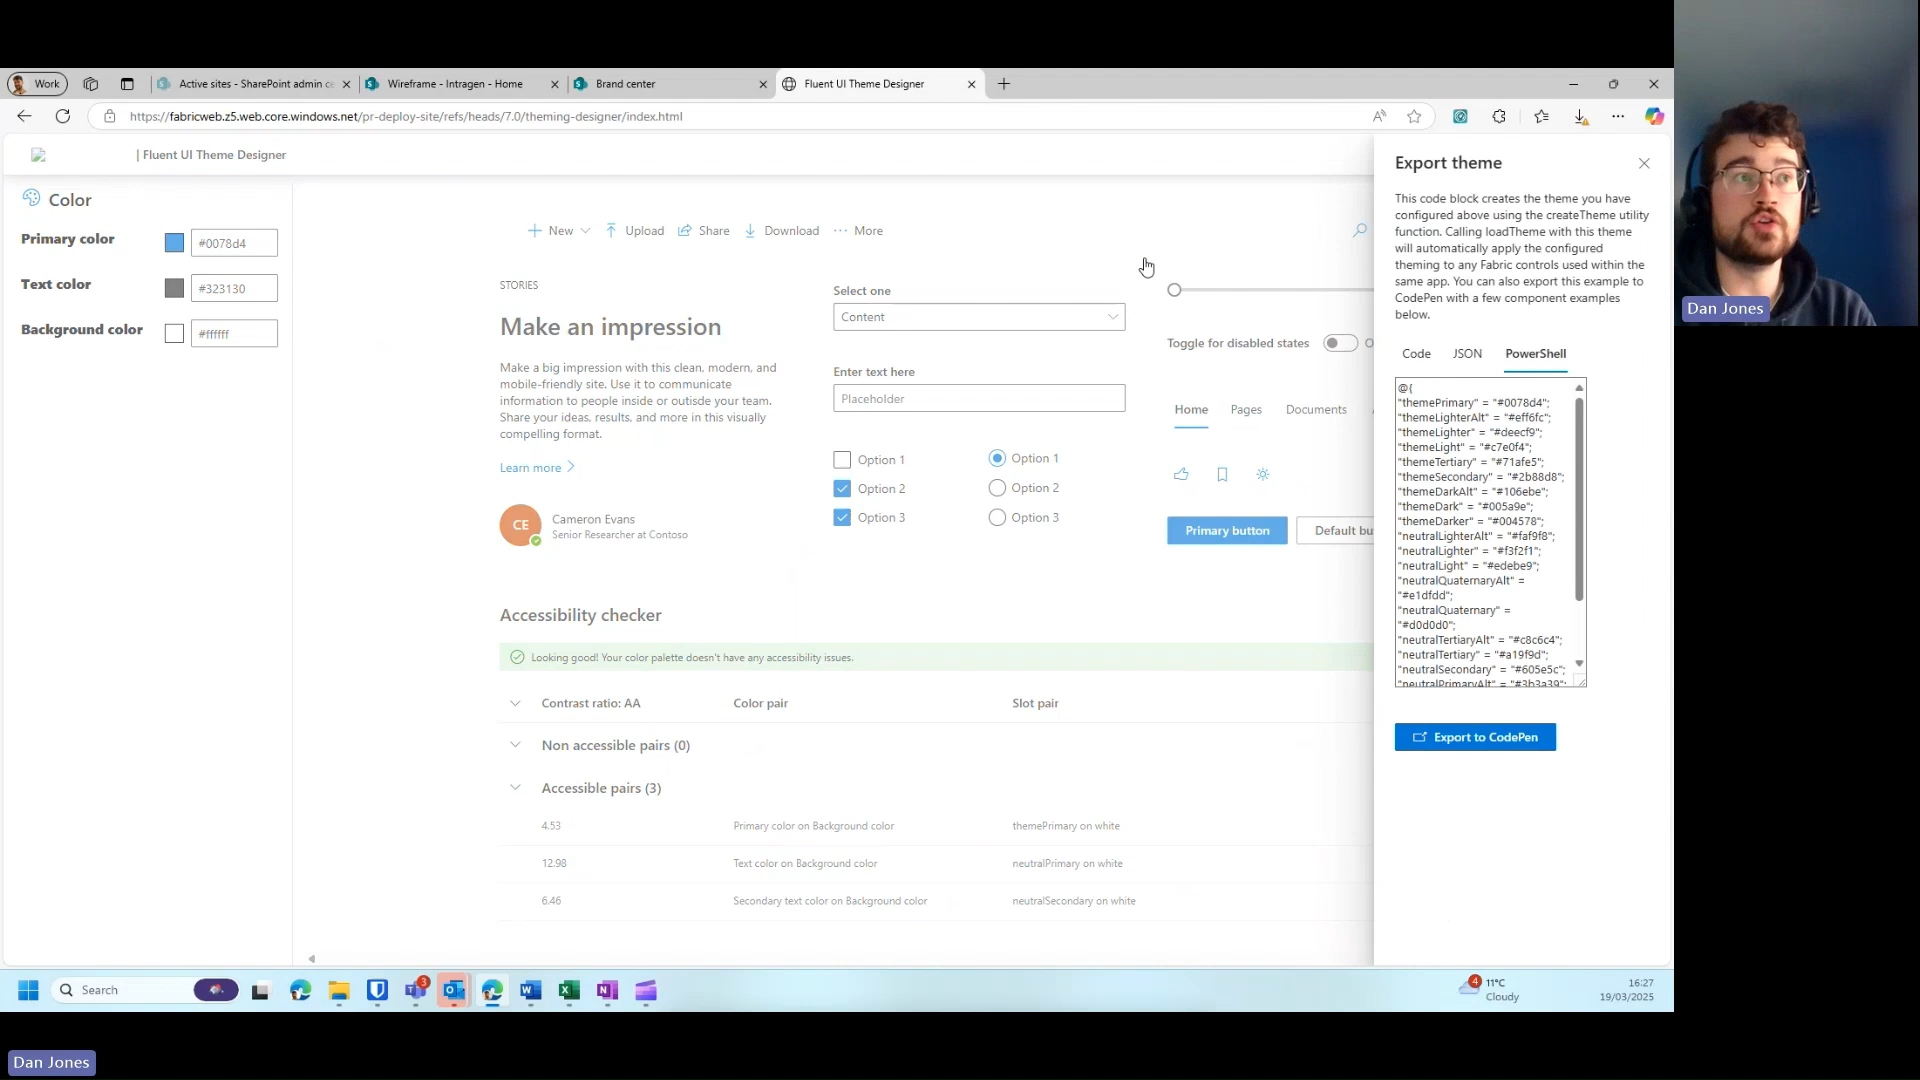 Work
Active sites - SharePoint admin ce
Wireframe - Intragen - Home
Brand center
Fluent UI Theme Designer
https://fabricweb.z5.web.core.windows.net/pr-deploy-site/refs/heads/7.0/theming-designer/index.html
| Fluent UI Theme Designer
Color
Primary color
#0078d4
Text color
#323130
Background color
#ffffff
New
Upload
Share
Download
More
STORIES
Make an impression
Make a big impression with this clean, modern, and
mobile-friendly site. Use it to communicate
information to people inside or outisde your team.
Share your ideas, results, and more in this visually
compelling format.
Learn more
CE
Cameron Evans
Senior Researcher at Contoso
Select one
Content
Enter text here
Placeholder
Option 1
Option 2
Option 3
Option 1
Option 2
Option 3
Toggle for disabled states
Home
Pages
Documents
Primary button
Default bu
Accessibility checker
Looking good! Your color palette doesn't have any accessibility issues.
Contrast ratio: AA
Color pair
Slot pair
Non accessible pairs (0)
Accessible pairs (3)
4.53
Primary color on Background color
themePrimary on white
12.98
Text color on Background color
neutralPrimary on white
6.46
Secondary text color on Background color
neutralSecondary on white
Export theme
This code block creates the theme you have
configured above using the createTheme utility
function. Calling loadTheme with this theme
will automatically apply the configured
theming to any Fabric controls used within the
same app. You can also export this example to
CodePen with a few component examples
below.
Code
JSON
PowerShell
@{
"themePrimary" = "#0078d4";
"themeLighterAlt" = "#eff6fc";
"themeLighter" = "#deecf9";
"themeLight" = "#c7e0f4";
"themeTertiary" = "#71afe5";
"themeSecondary" = "#2b88d8";
"themeDarkAlt" = "#106ebe";
"themeDark" = "#005a9e";
"themeDarker" = "#004578";
"neutralLighterAlt" = "#faf9f8";
"neutralLighter" = "#f3f2f1";
"neutralLight" = "#edebe9";
"neutralQuaternaryAlt" =
"#e1dfdd";
"neutralQuaternary" =
"#d0d0d0";
"neutralTertiaryAlt" = "#c8c6c4";
"neutralTertiary" = "#a19f9d";
"neutralSecondary" = "#605e5c";
"neutralPrimaryAlt" = "#3b3a39";
Export to CodePen
Search
3
4
11°C
Cloudy
16:27
19/03/2025
Dan Jones
Dan Jones